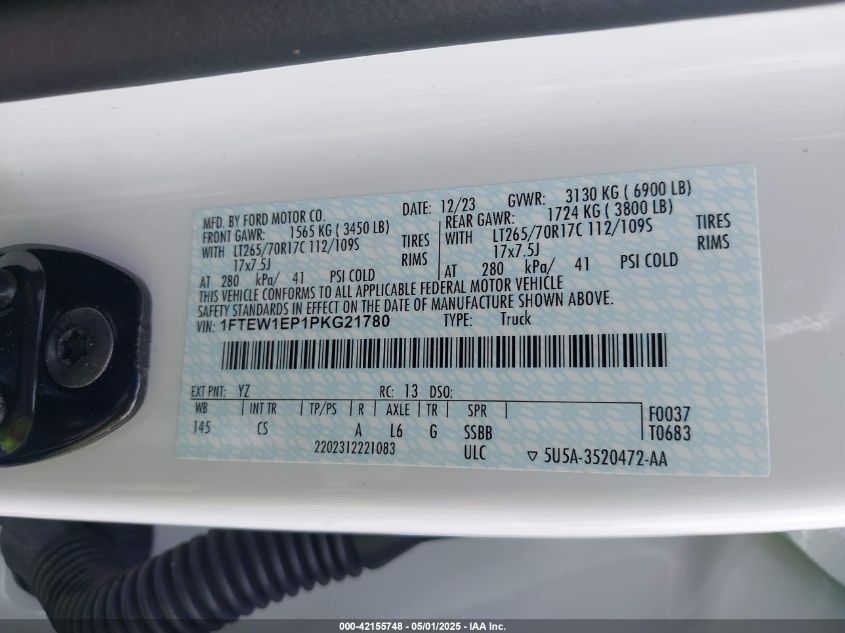 MFD. BY FORD MOTOR CO. DATE: 12/23 GVWR: 3130 KG ( 6900 LB)
FRONT GAWR: 1565 KG ( 3450 LB) REAR GAWR: 1724 KG ( 3800 LB)
WITH LT265/70R17C 112/109S TIRES WITH LT265/70R17C 112/109S TIRES
17x7.5J RIMS 17x7.5J RIMS
AT 280 kPa/ 41 PSI COLD AT 280 kPa/ 41 PSI COLD
THIS VEHICLE CONFORMS TO ALL APPLICABLE FEDERAL MOTOR VEHICLE
SAFETY STANDARDS IN EFFECT ON THE DATE OF MANUFACTURE SHOWN ABOVE.
VIN: 1FTEW1EP1PKG21780 TYPE: Truck
EXT PNT: YZ RC: 13 DSO:
WB INT TR TP/PS R AXLE TR SPR F0037
145 CS A L6 G SSBB T0683
2202312221083 ULC ▽ 5U5A-3520472-AA
000-42155748 - 05/01/2025 - IAA Inc.